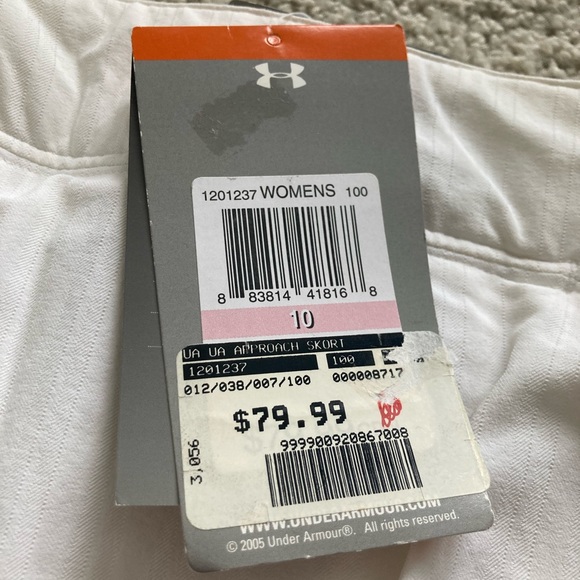 1201237 WOMENS 100
8 83814 41816 8
10
UA UA APPROACH SKORT
1201237 100
012/038/007/100 000008717
$79.99
999900920867008
3,056
WWW.UNDERARMOUR.COM
© 2005 Under Armour®. All rights reserved.